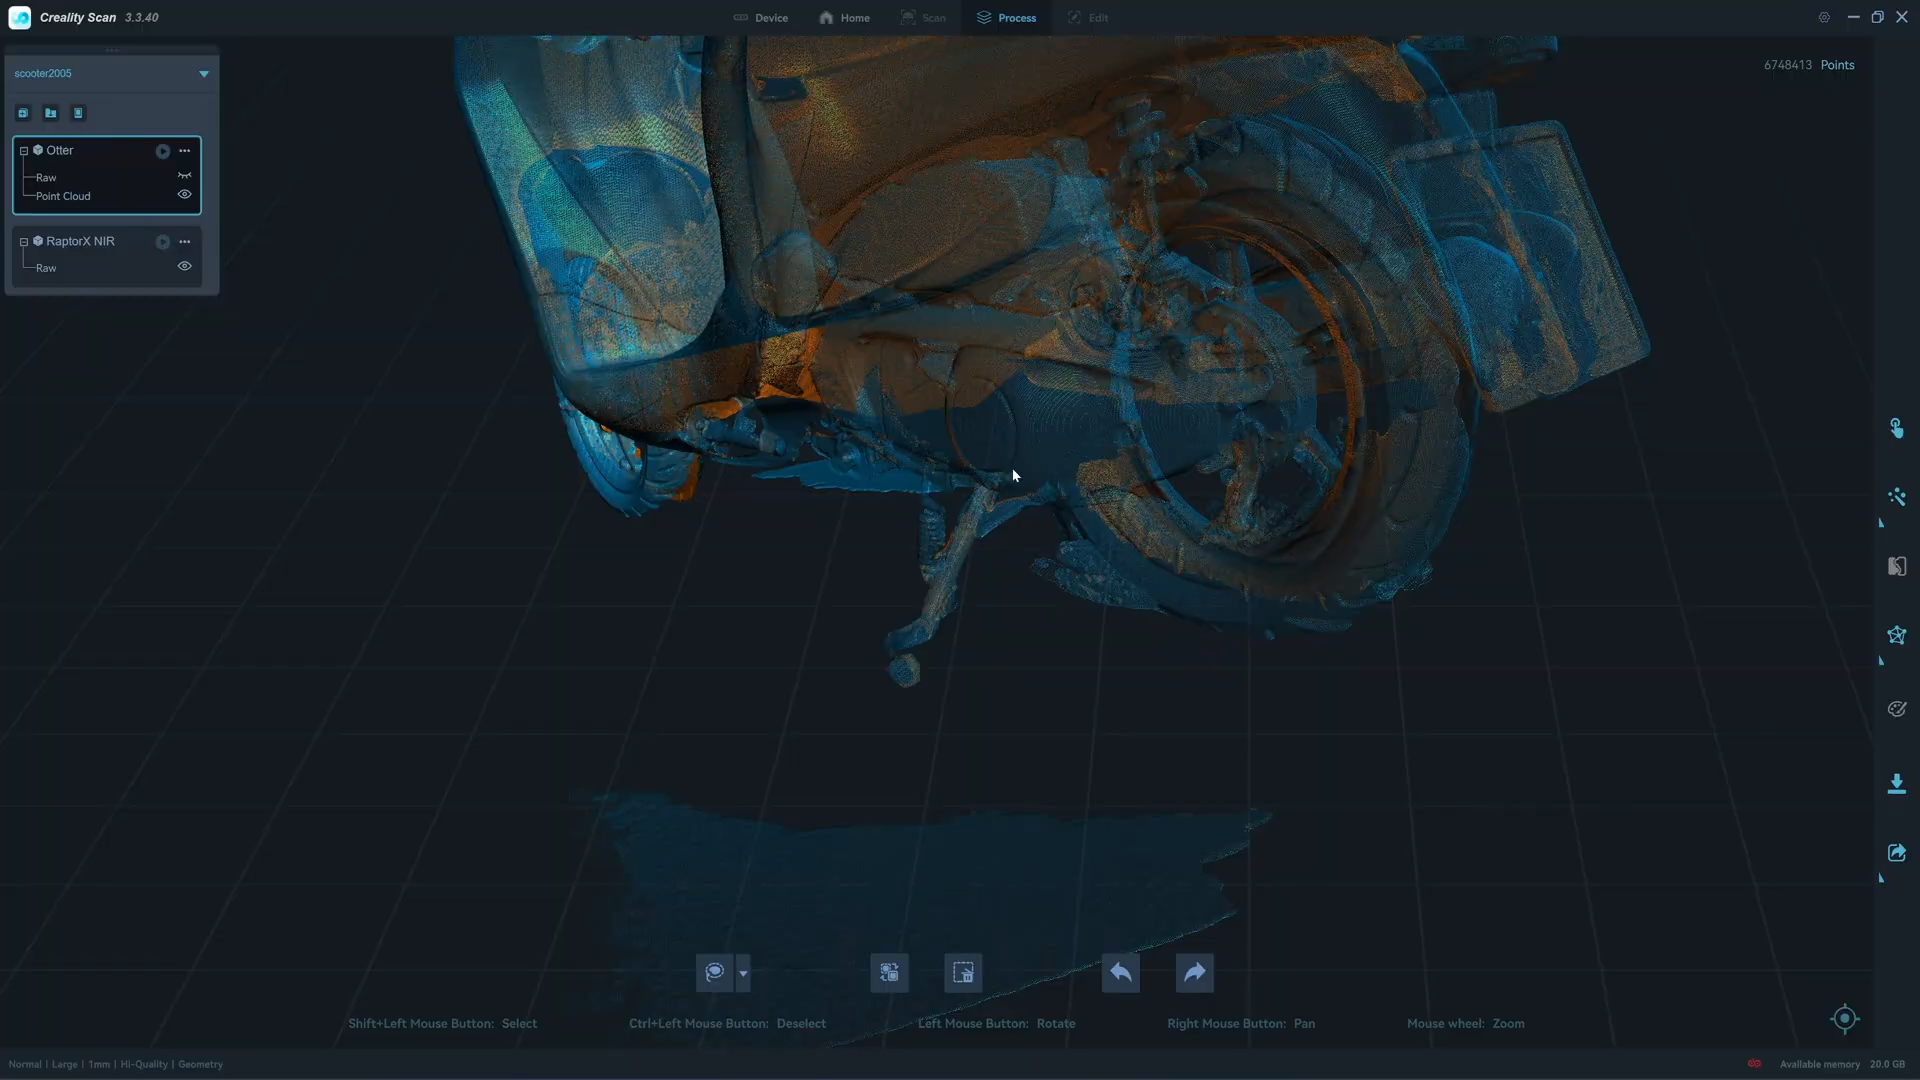 Creality Scan 3.3.40
Device
Home
Scan
Process
Edit
scooter2005
6748413 Points
Otter
Raw
Point Cloud
RaptorX NIR
Raw
Shift+Left Mouse Button: Select
Ctrl+Left Mouse Button: Deselect
Left Mouse Button: Rotate
Right Mouse Button: Pan
Mouse wheel: Zoom
Normal | Large | 1mm | HI-Quality | Geometry
Available memory 20.0 GB